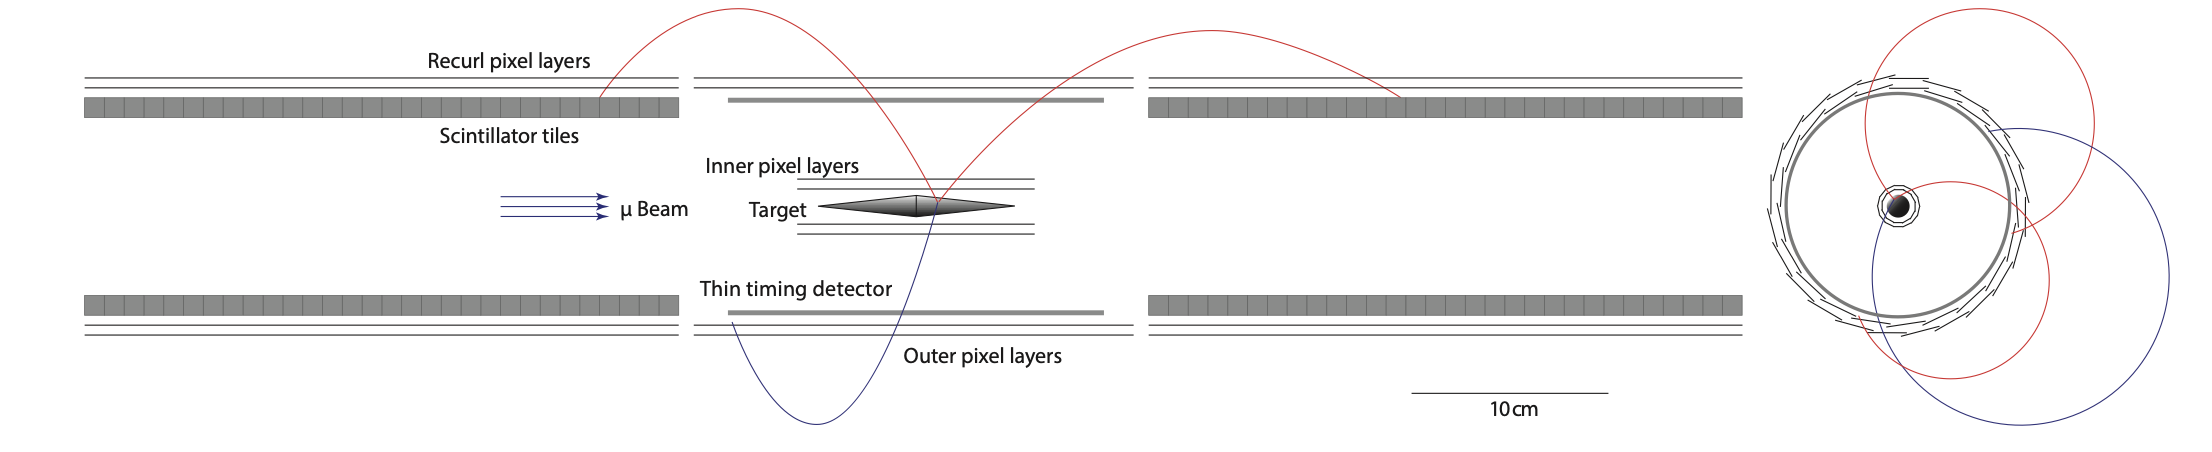 Recurl pixel layers
Scintillator tiles
Inner pixel layers
μ Beam
Target
Thin timing detector
Outer pixel layers
10 cm